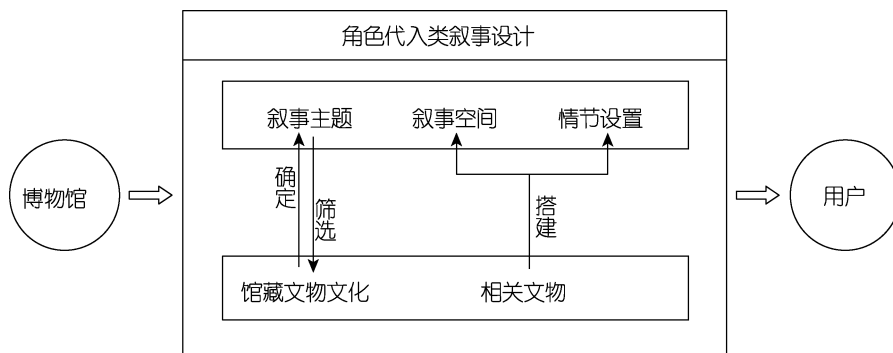 角色代入类叙事设计
叙事主题 叙事空间 情节设置
博物馆
确定
筛选
搭建
用户
馆藏文物文化 相关文物